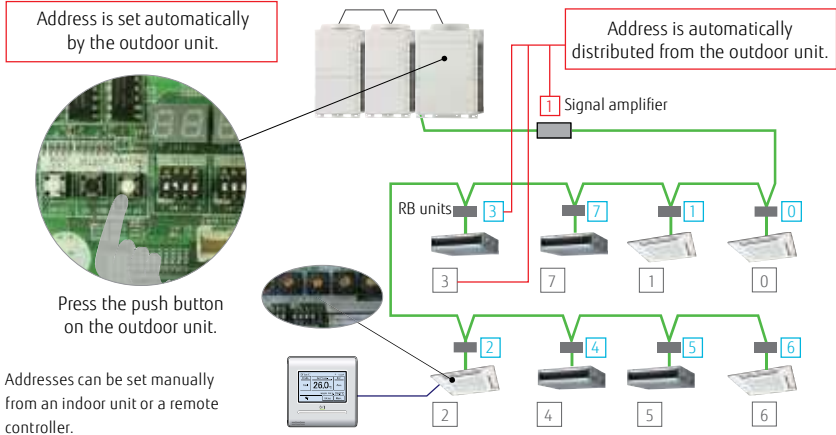 Address is set automatically
by the outdoor unit.
Address is automatically
distributed from the outdoor unit.
1 Signal amplifier
RB units 3 7 1 0
3 7 1 0
Press the push button
on the outdoor unit.
2 4 5 6
26.0
Addresses can be set manually
from an indoor unit or a remote
controller.
2 4 5 6